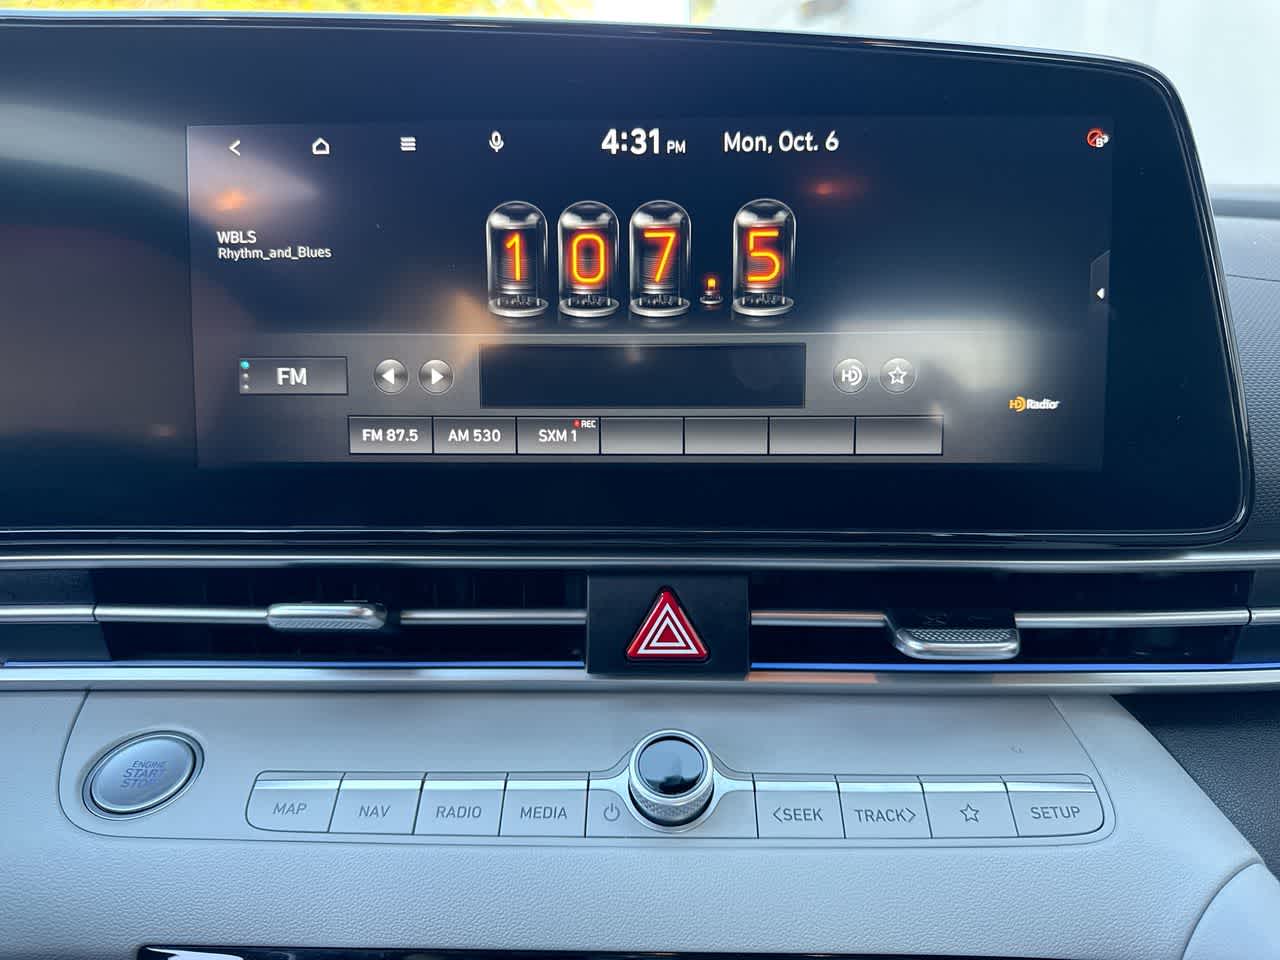 4:31 PM Mon, Oct. 6
WBLS
Rhythm_and_Blues
107.5
FM
HD
HD Radio
FM 87.5 AM 530 SXM 1 REC
ENGINE
START
STOP
MAP NAV RADIO MEDIA <SEEK TRACK> SETUP